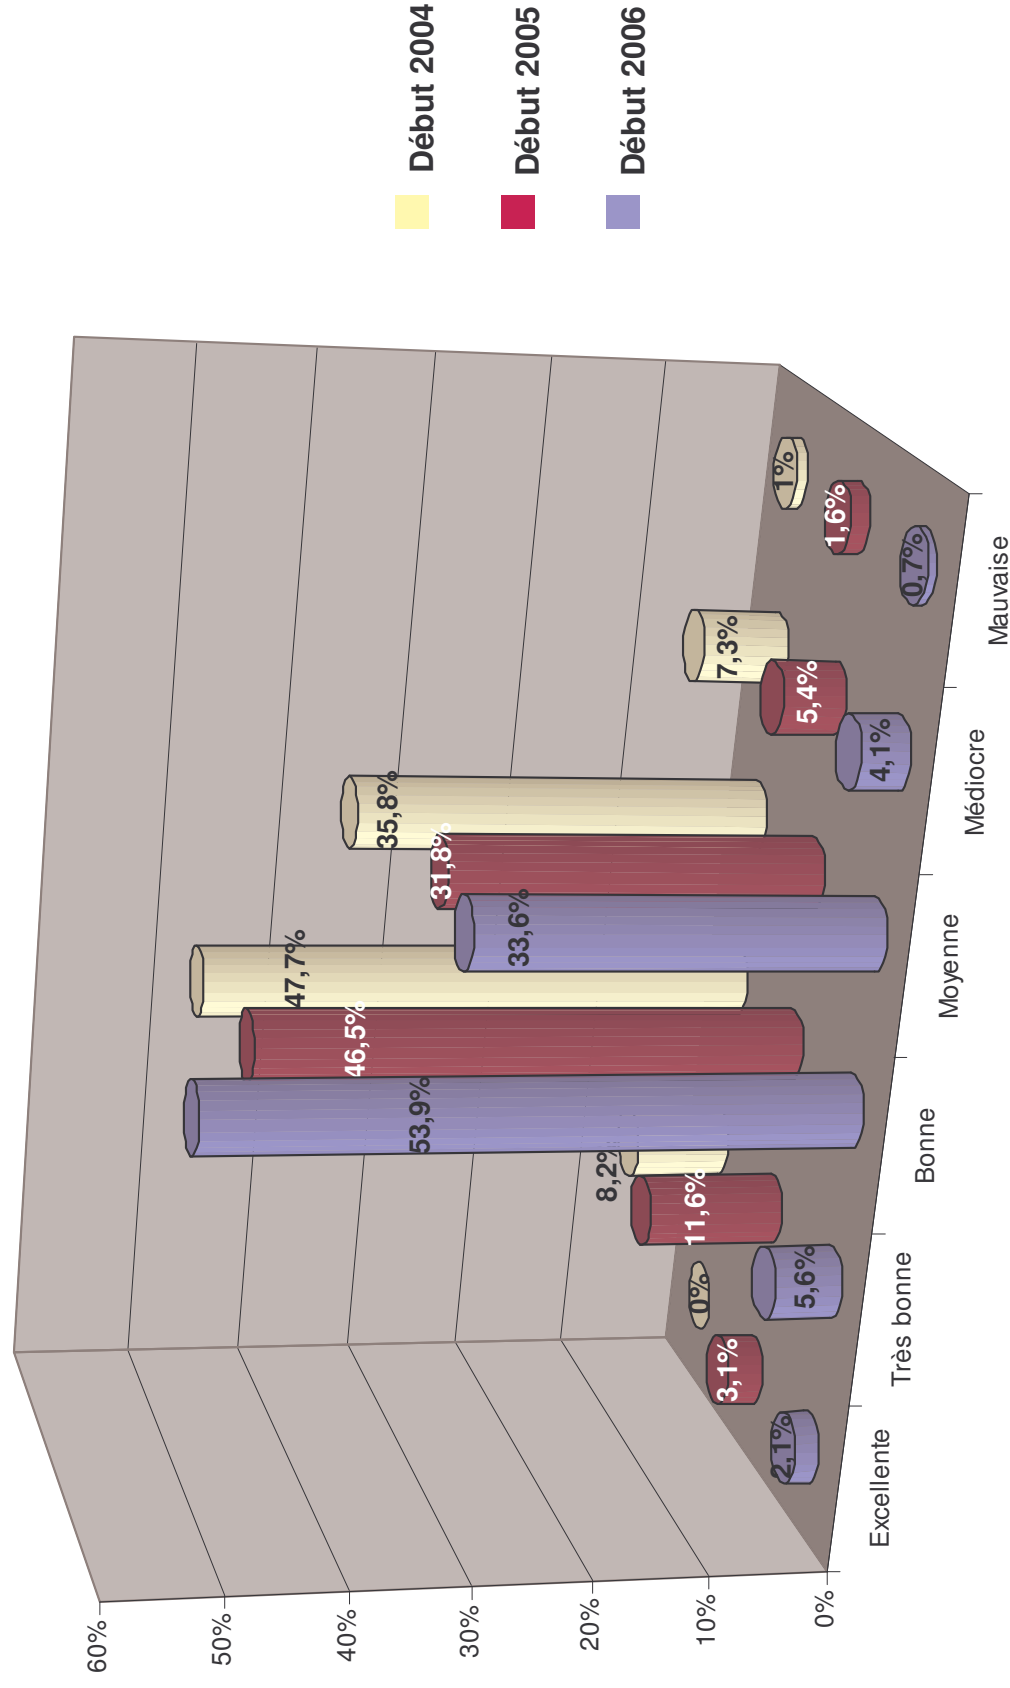 60%
50%
40%
30%
20%
10%
0%
0%
8,2%
47,7%
35,8%
7,3%
1%
3,1%
11,6%
46,5%
31,8%
5,4%
1,6%
2,1%
5,6%
53,9%
33,6%
4,1%
0,7%
Excellente
Très bonne
Bonne
Moyenne
Médiocre
Mauvaise
Début 2004
Début 2005
Début 2006